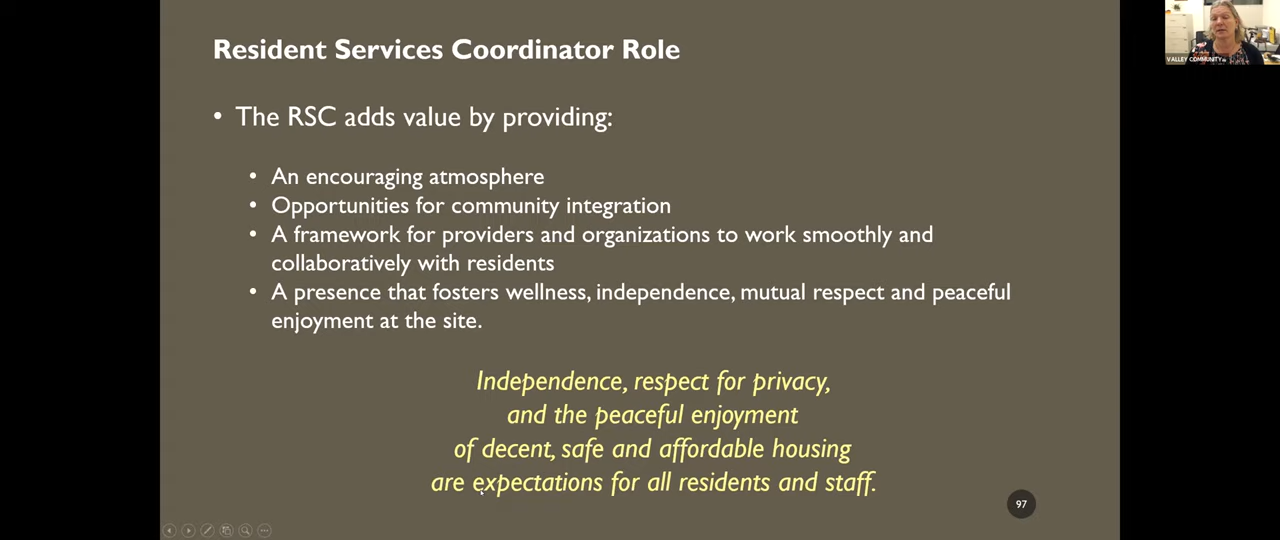 Resident Services Coordinator Role
• The RSC adds value by providing:
• An encouraging atmosphere
• Opportunities for community integration
• A framework for providers and organizations to work smoothly and
collaboratively with residents
• A presence that fosters wellness, independence, mutual respect and peaceful
enjoyment at the site.
Independence, respect for privacy,
and the peaceful enjoyment
of decent, safe and affordable housing
are expectations for all residents and staff.
97
VALLEY COMMUNITY